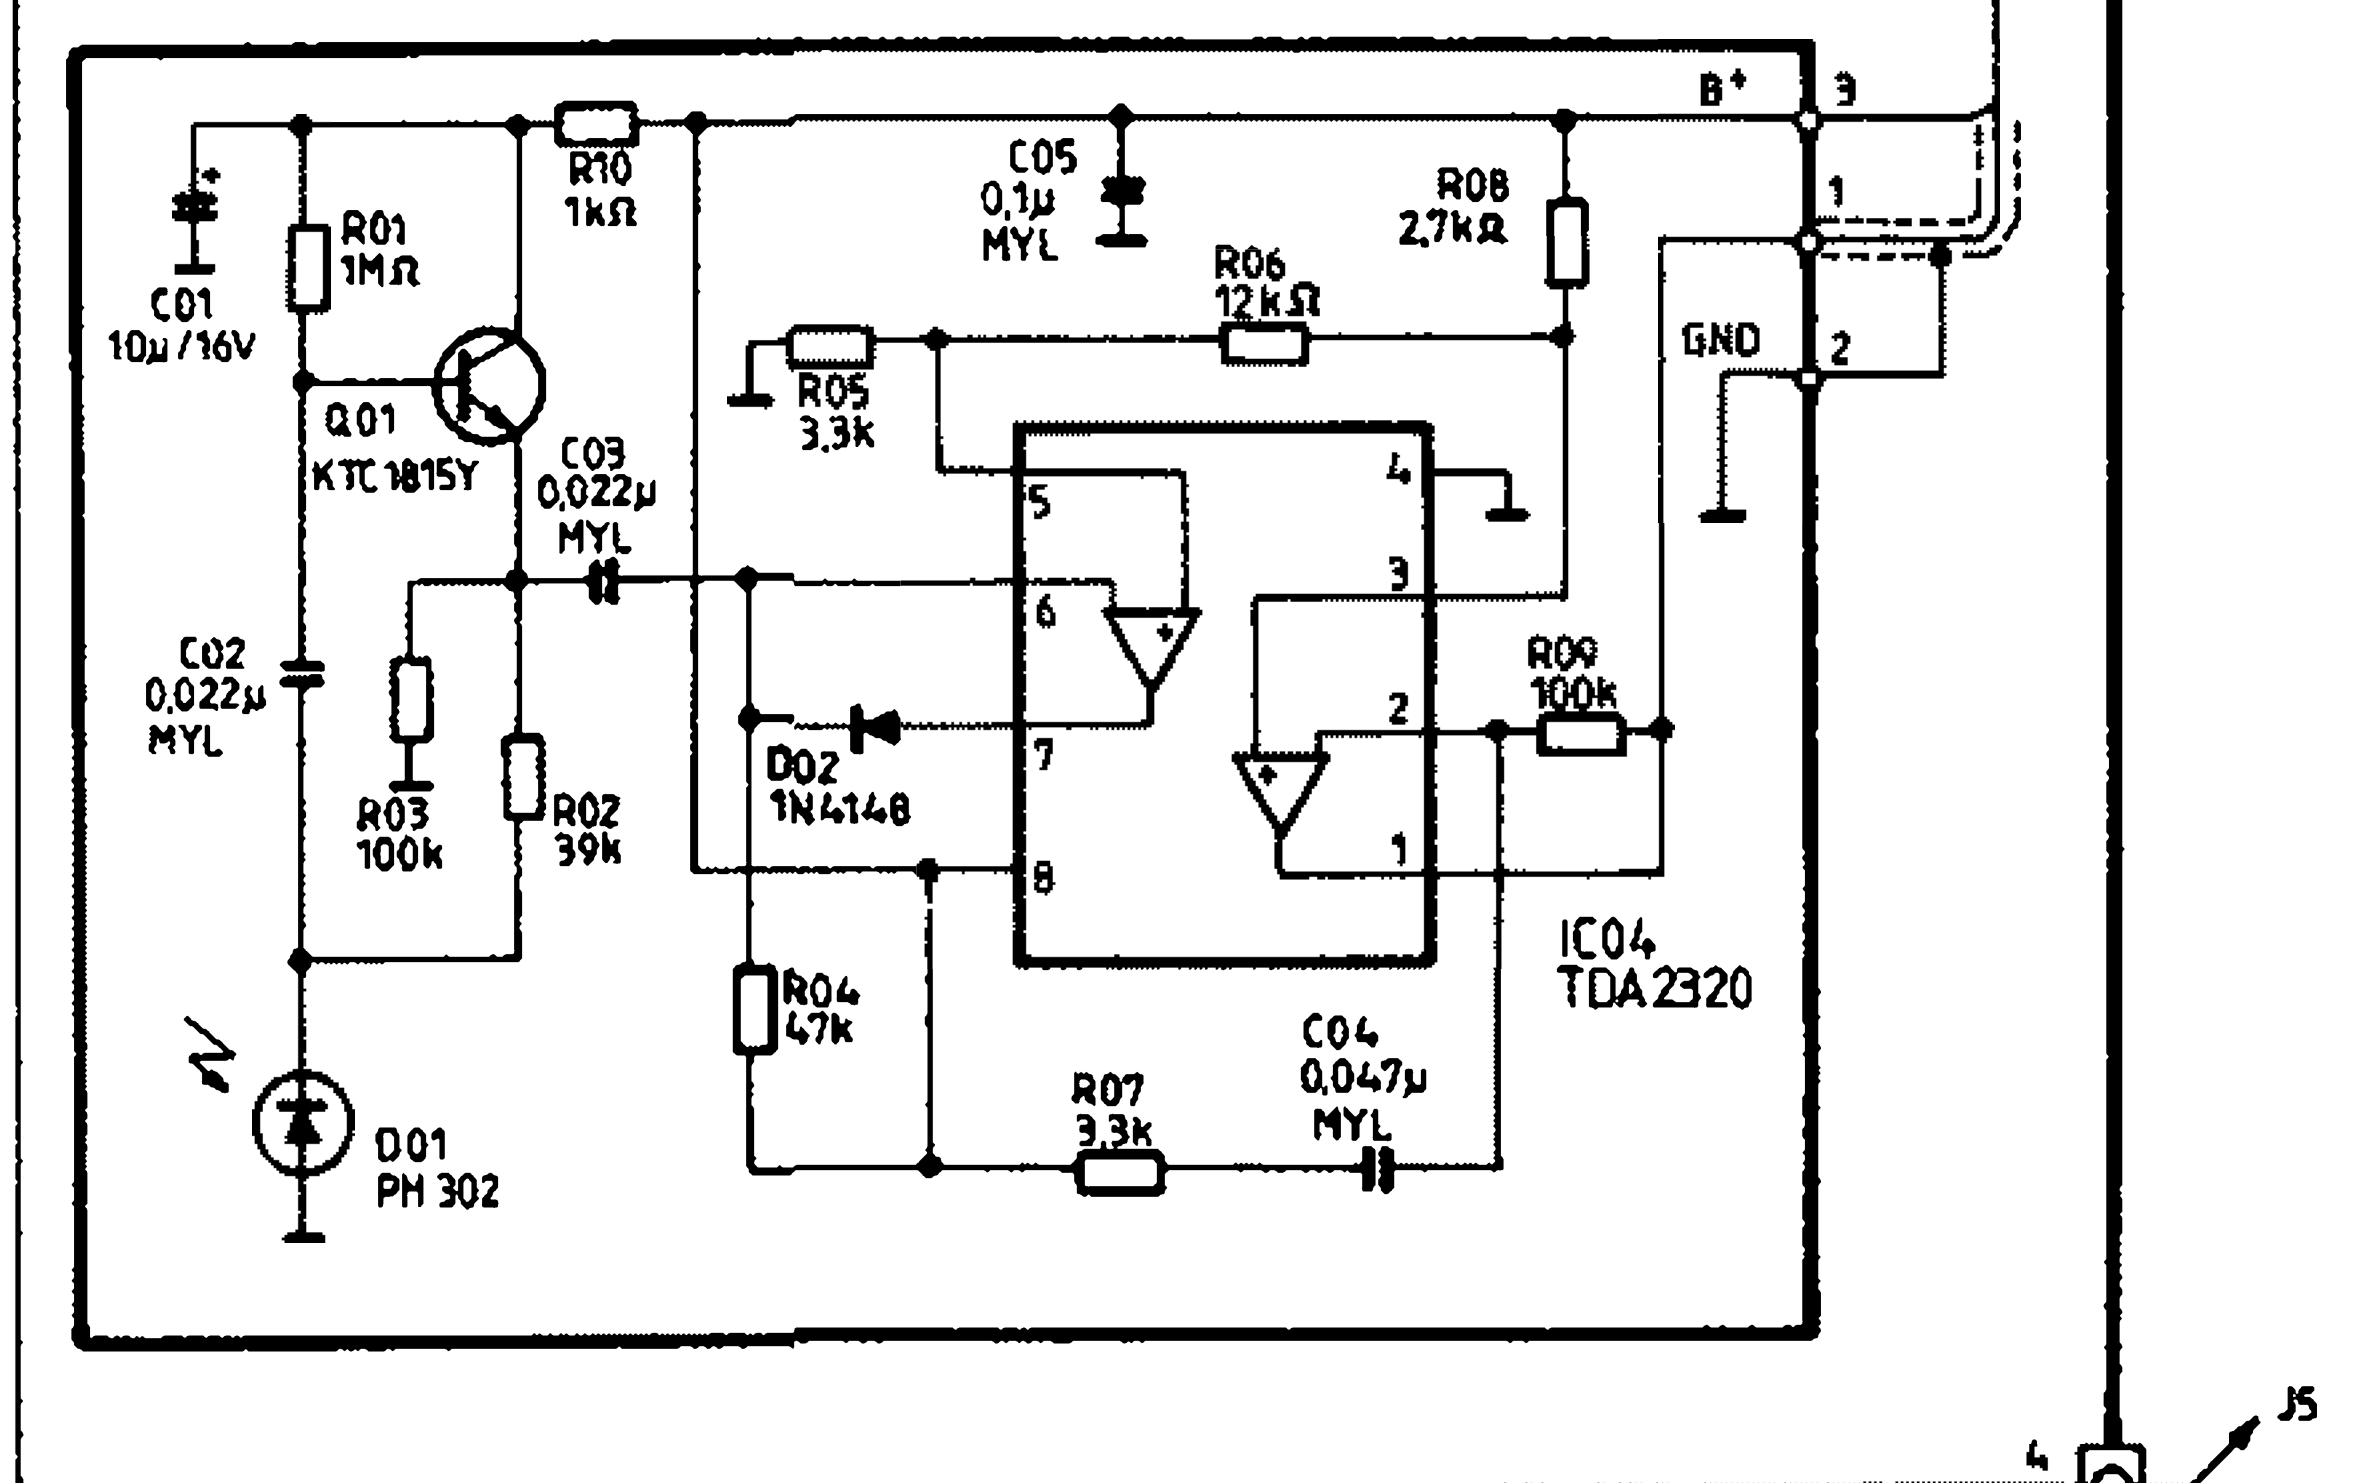 B+
3
C05
0,1µ
MYL
R10
1kΩ
+
R01
1MΩ
R08
2,7kΩ
1
C01
10µ/16V
R06
12kΩ
GND
2
R05
3,3k
Q01
KTC1815Y
C03
0,022µ
MYL
4
5
3
6
+
C02
0,022µ
MYL
R09
100k
2
7
D02
1N4148
+
R03
100k
R02
39k
1
8
IC04
TDA2320
R04
47k
C04
0,047µ
MYL
R07
3,3k
D01
PH 302
J5
4